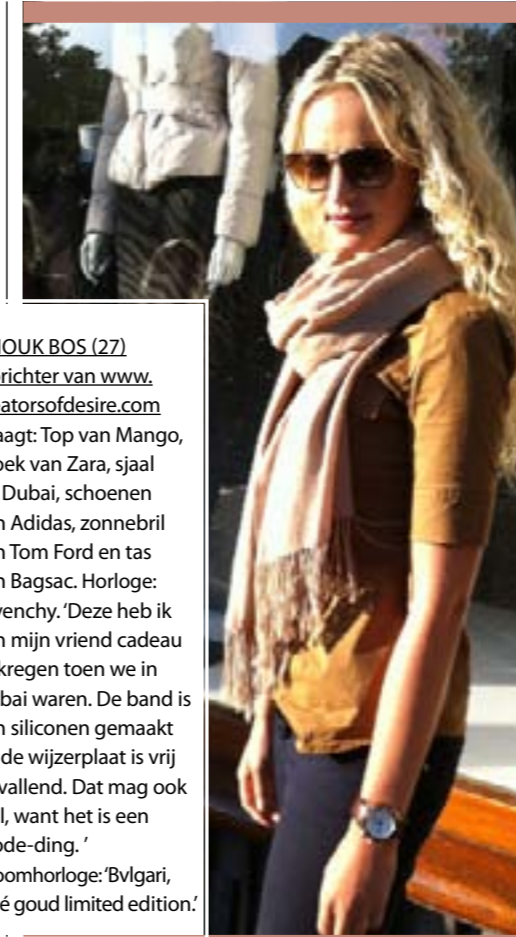 IOUK BOS (27)
richter van www.
atorsofdesire.com
aagt: Top van Mango,
oek van Zara, sjaal
Dubai, schoenen
n Adidas, zonnebril
n Tom Ford en tas
n Bagsac. Horloge:
venchy. ‘Deze heb ik
n mijn vriend cadeau
kregen toen we in
bai waren. De band is
n siliconen gemaakt
de wijzerplaat is vrij
vallend. Dat mag ook
l, want het is een
ode-ding. ’
oomhorloge: ‘Bvlgari,
é goud limited edition.’